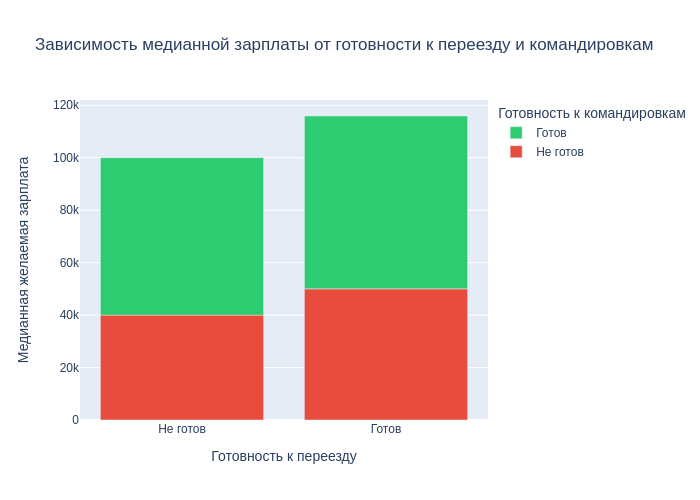 Зависимость медианной зарплаты от готовности к переезду и командировкам
Готовность к командировкам
Готов
Не готов
Медианная желаемая зарплата
120k
100k
80k
60k
40k
20k
0
Не готов
Готов
Готовность к переезду